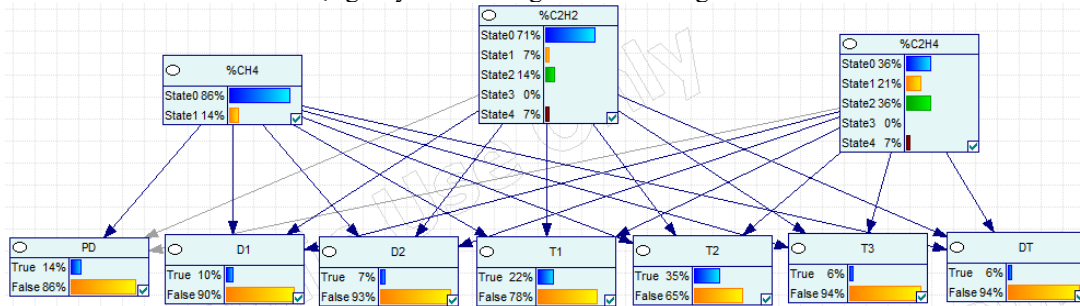 %C2H2
State0 71%
State1 7%
State2 14%
State3 0%
State4 7%
%CH4
State0 86%
State1 14%
%C2H4
State0 36%
State1 21%
State2 36%
State3 0%
State4 7%
PD
True 14%
False 86%
D1
True 10%
False 90%
D2
True 7%
False 93%
T1
True 22%
False 78%
T2
True 35%
False 65%
T3
True 6%
False 94%
DT
True 6%
False 94%
Only